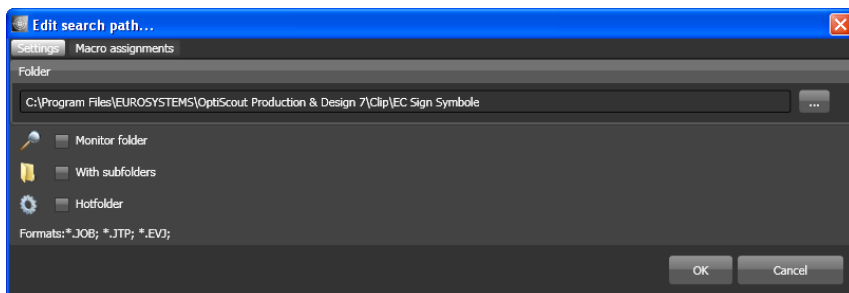 Edit search path...
Settings Macro assignments
Folder
C:\Program Files\EUROSYSTEMS\OptiScout Production & Design 7\Clip\EC Sign Symbole ...
Monitor folder
With subfolders
Hotfolder
Formats:*.JOB; *.JTP; *.EVJ;
OK Cancel